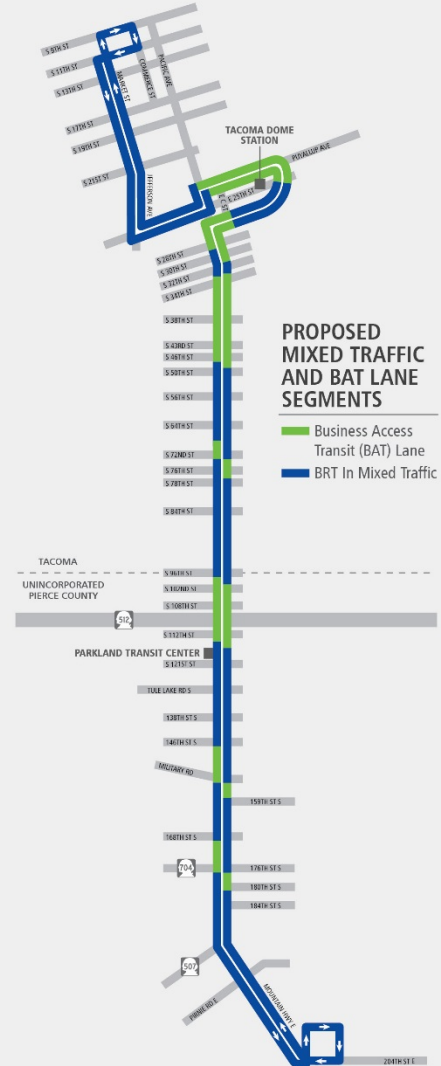 S 9TH ST
S 11TH ST
S 13TH ST
MARKET ST
COMMERCE ST
PACIFIC AVE
S 17TH ST
S 19TH ST
S 21ST ST
JEFFERSON AVE
TACOMA DOME
STATION
PUYALLUP AVE
E 25TH ST
E C ST
S 28TH ST
S 30TH ST
S 32TH ST
S 34TH ST
S 38TH ST
S 43RD ST
S 46TH ST
S 50TH ST
S 56TH ST
S 64TH ST
S 72ND ST
S 76TH ST
S 78TH ST
S 84TH ST
PROPOSED
MIXED TRAFFIC
AND BAT LANE
SEGMENTS
Business Access
Transit (BAT) Lane
BRT In Mixed Traffic
TACOMA
S 96TH ST
UNINCORPORATED
PIERCE COUNTY
S 102ND ST
S 108TH ST
512
S 112TH ST
PARKLAND TRANSIT CENTER
S 121ST ST
TULE LAKE RD S
138TH ST S
146TH ST S
MILITARY RD
159TH ST S
168TH ST S
704
176TH ST S
180TH ST S
184TH ST S
507
PIRNIE RD E
MOUNTAIN HWY E
204TH ST E